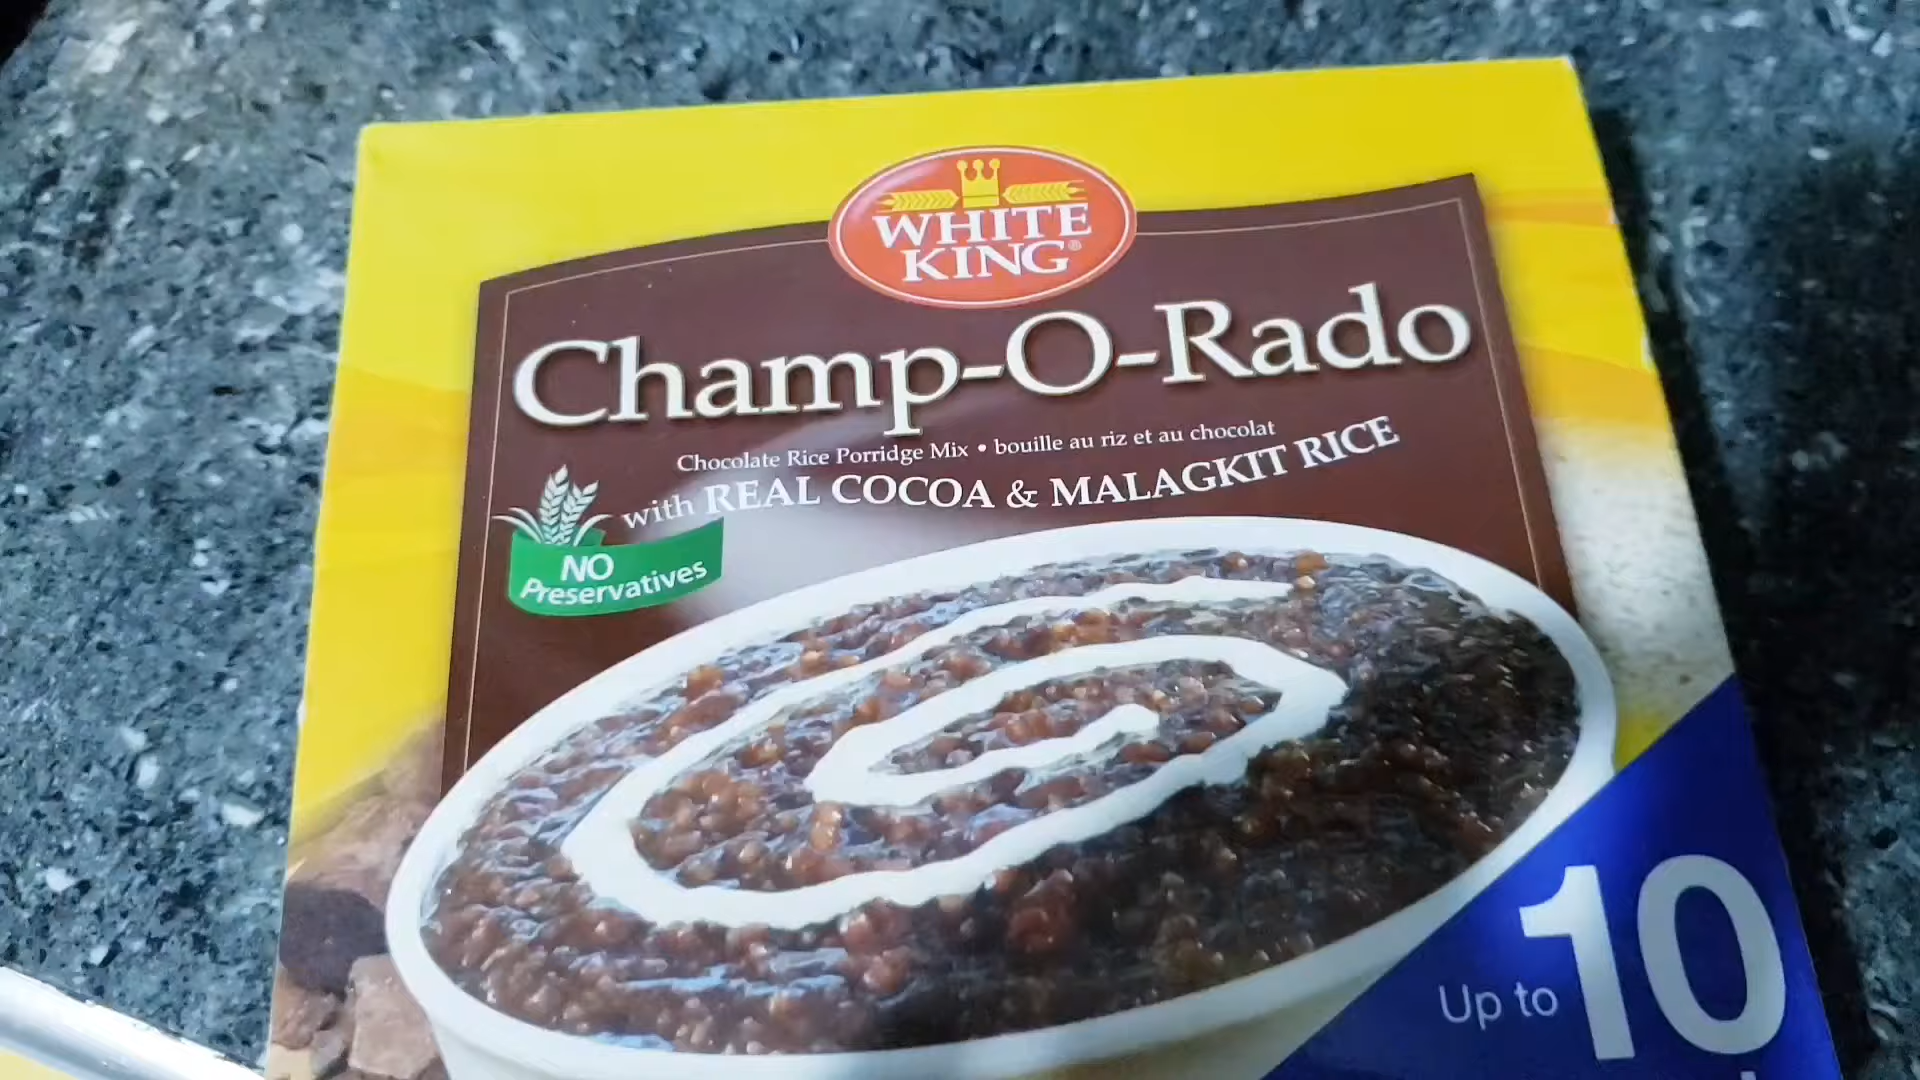 WHITE
KING®
Champ-O-Rado
Chocolate Rice Porridge Mix • bouille au riz et au chocolat
with REAL COCOA & MALAGKIT RICE
NO
Preservatives
Up to 10